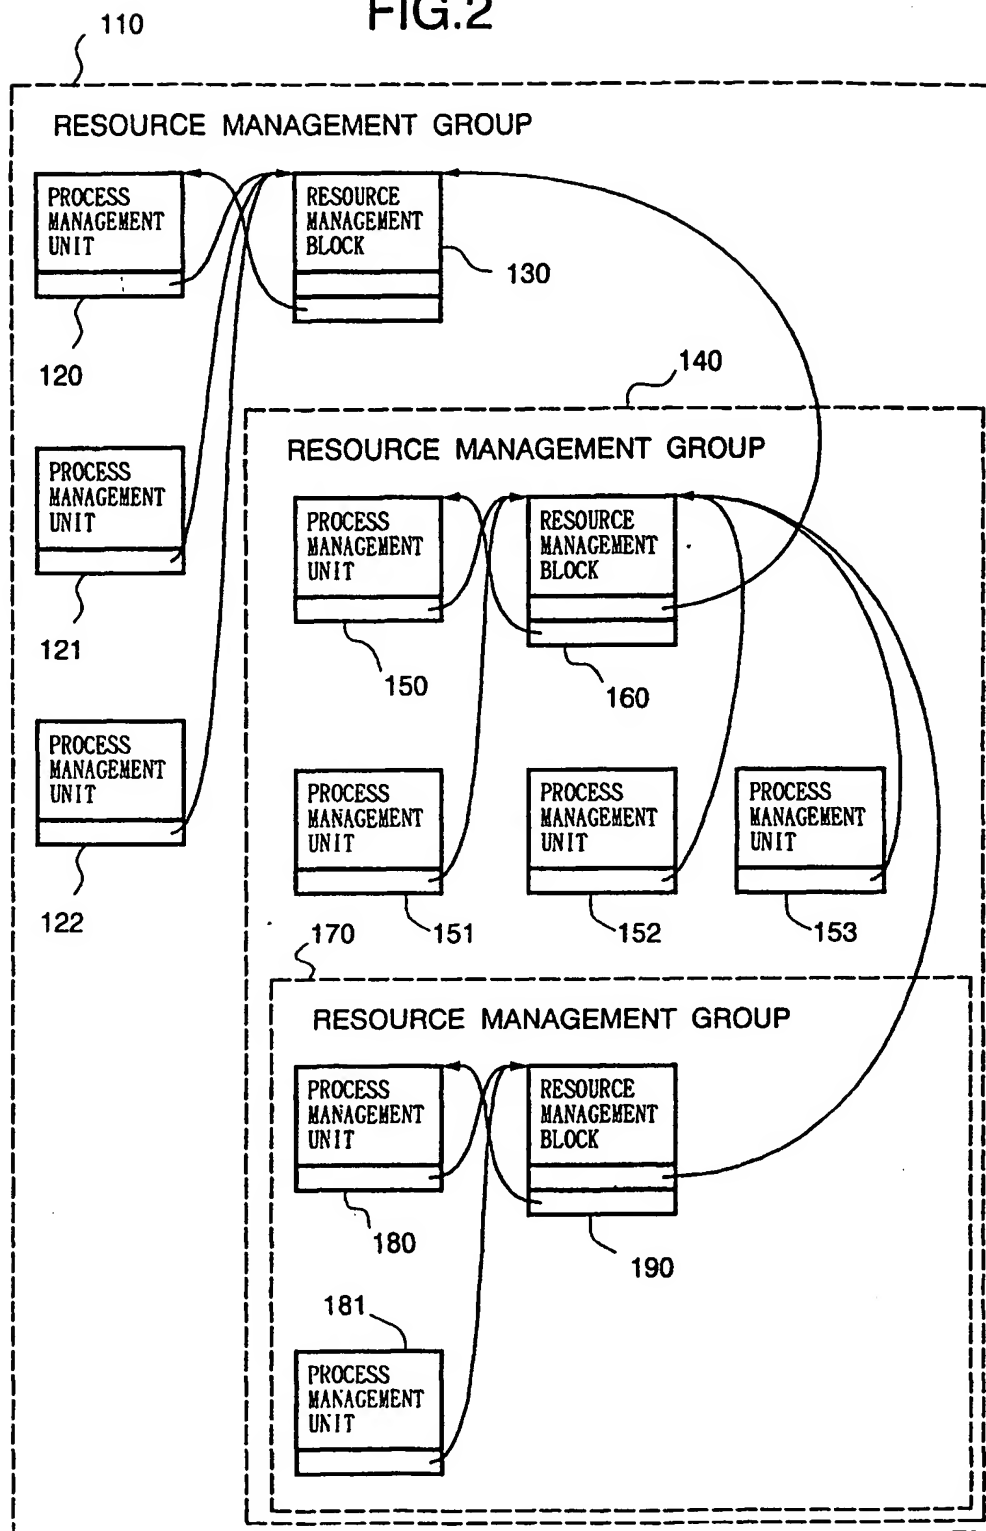 FIG.2
110
RESOURCE MANAGEMENT GROUP
PROCESS
MANAGEMENT
UNIT
RESOURCE
MANAGEMENT
BLOCK
130
120
140
RESOURCE MANAGEMENT GROUP
PROCESS
MANAGEMENT
UNIT
121
PROCESS
MANAGEMENT
UNIT
RESOURCE
MANAGEMENT
BLOCK
150
160
PROCESS
MANAGEMENT
UNIT
122
PROCESS
MANAGEMENT
UNIT
PROCESS
MANAGEMENT
UNIT
PROCESS
MANAGEMENT
UNIT
151
152
153
170
RESOURCE MANAGEMENT GROUP
PROCESS
MANAGEMENT
UNIT
RESOURCE
MANAGEMENT
BLOCK
180
190
181
PROCESS
MANAGEMENT
UNIT